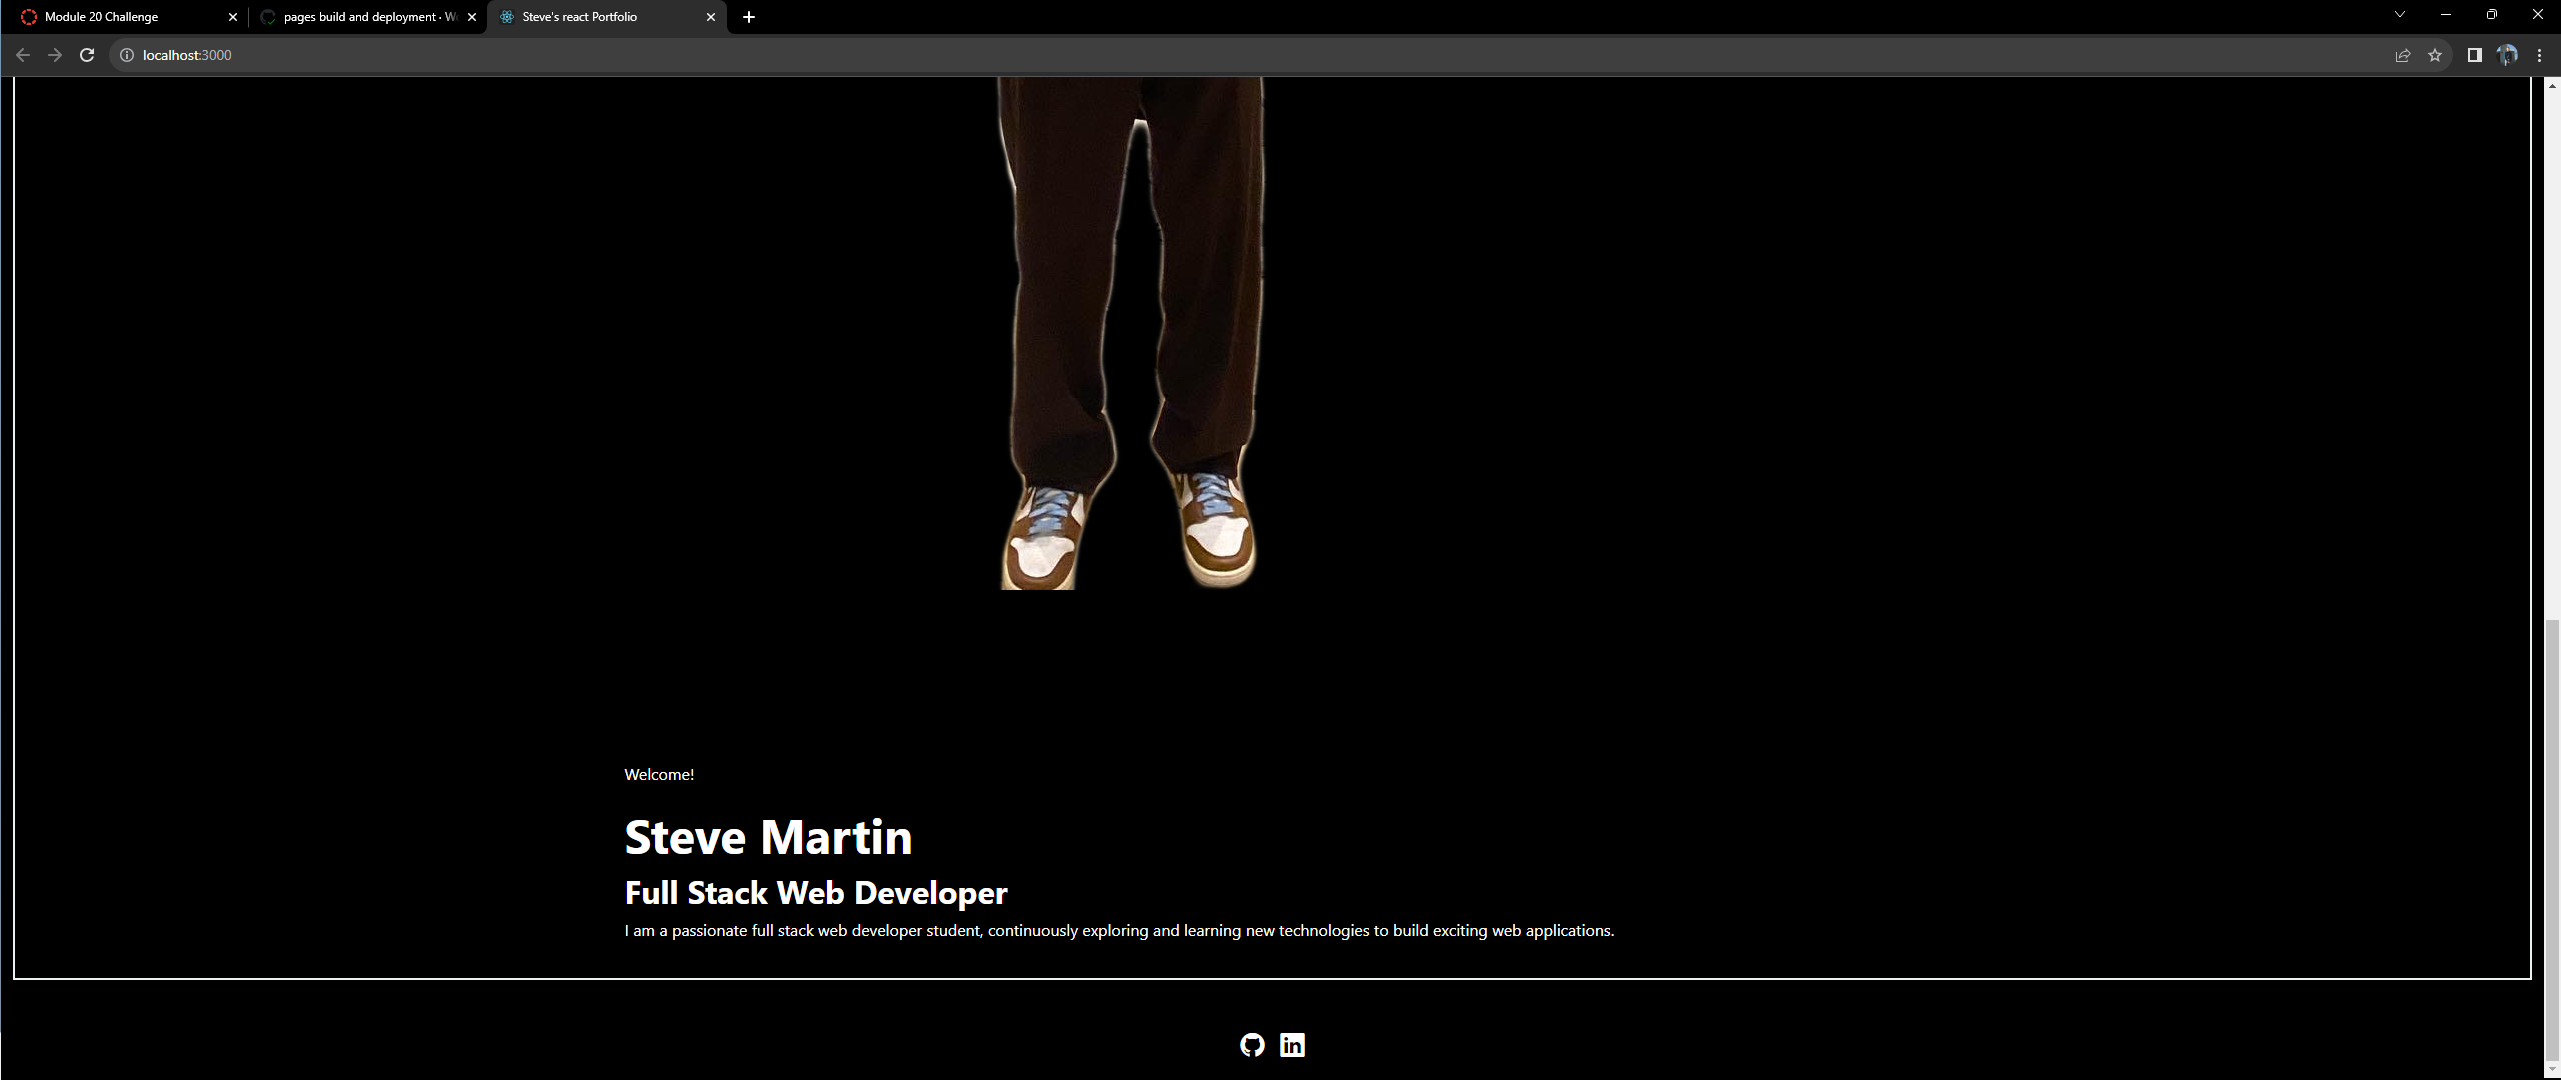 Module 20 Challenge
pages build and deployment · W
Steve's react Portfolio
localhost:3000
Welcome!
Steve Martin
Full Stack Web Developer
I am a passionate full stack web developer student, continuously exploring and learning new technologies to build exciting web applications.
in